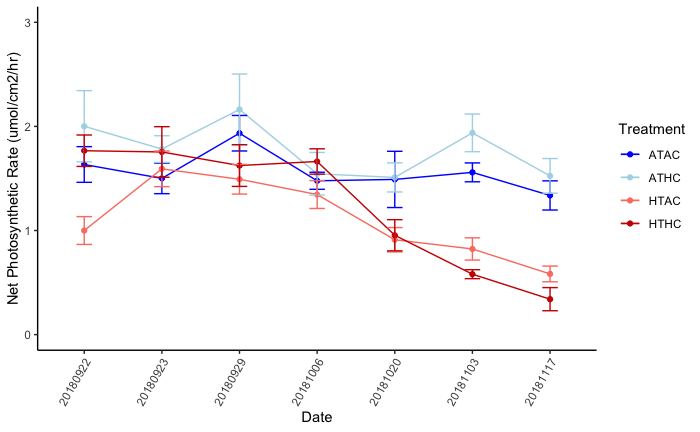 Net Photosynthetic Rate (umol/cm2/hr)
3
2
1
0
20180922
20180923
20180929
20181006
20181020
20181103
20181117
Date
Treatment
ATAC
ATHC
HTAC
HTHC